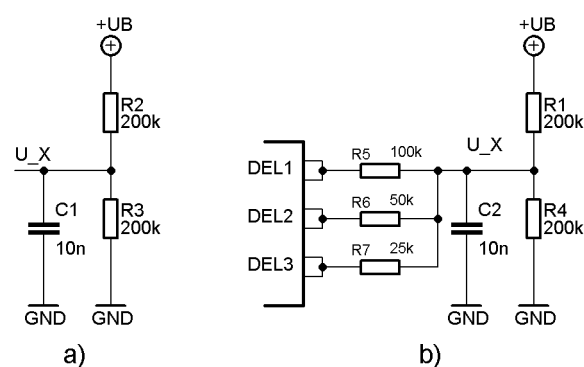 +UB
R2
200k
U_X
C1
10n
R3
200k
GND
GND
a)
+UB
R1
200k
U_X
DEL1
R5
100k
DEL2
R6
50k
DEL3
R7
25k
C2
10n
R4
200k
GND
GND
b)